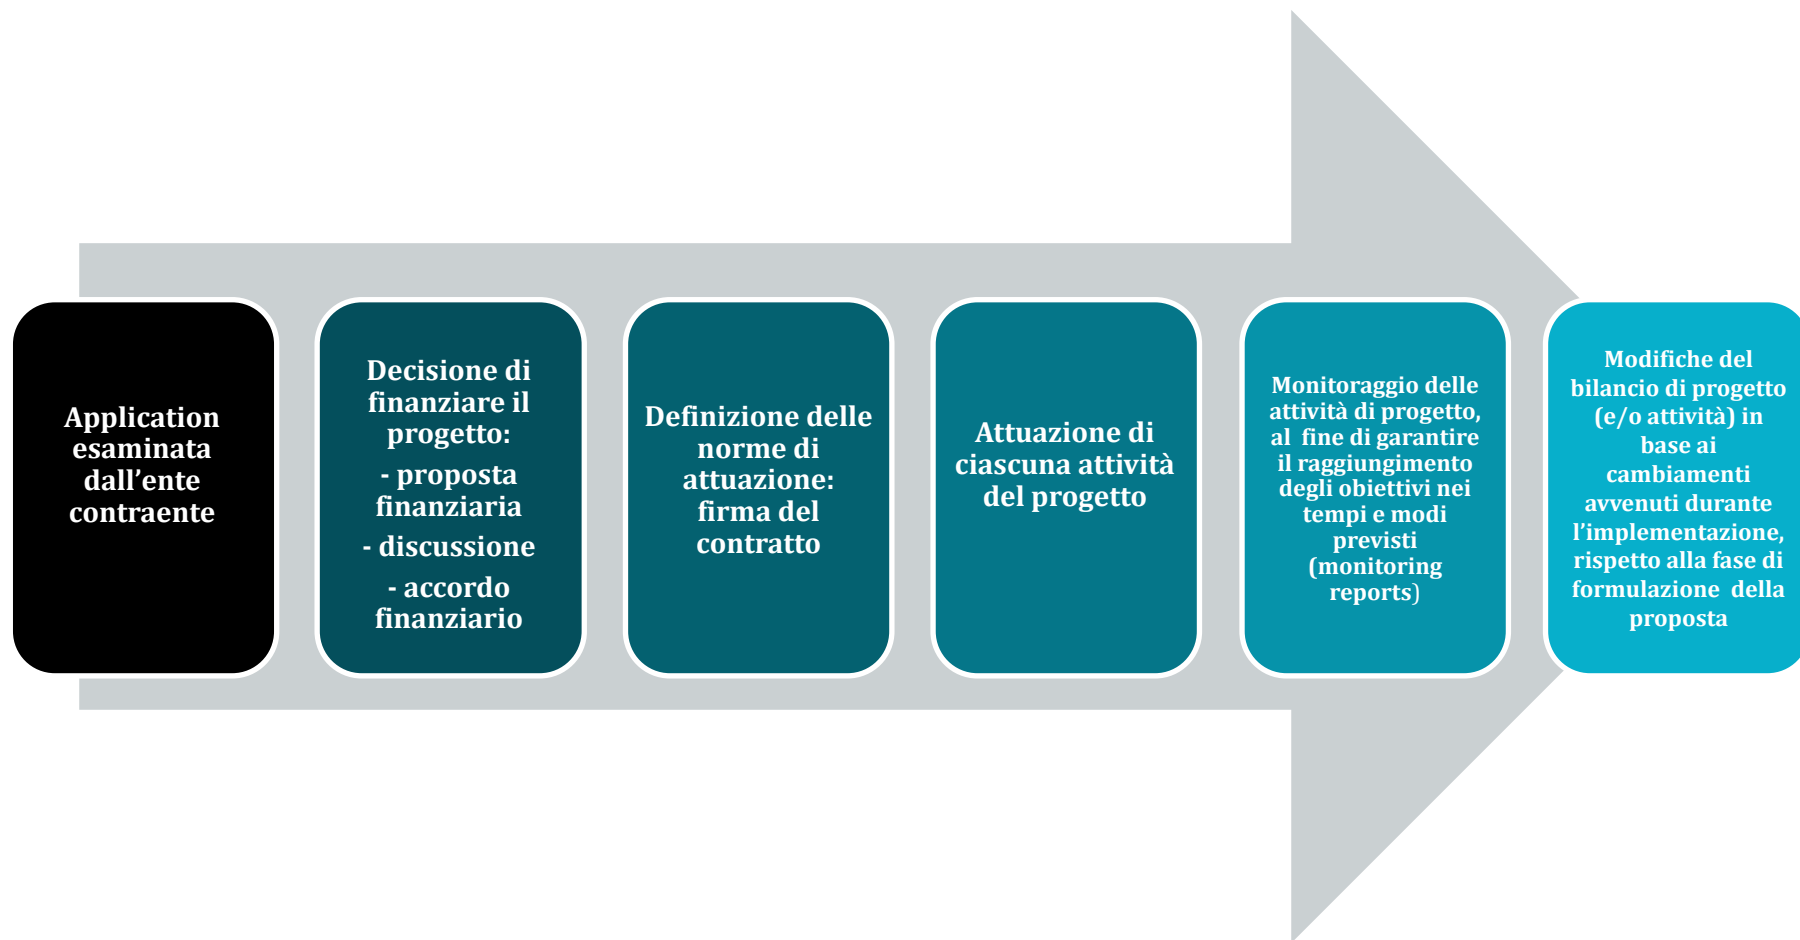 Application
esaminata
dall’ente
contraente
Decisione di
finanziare il
progetto:
- proposta
finanziaria
- discussione
- accordo
finanziario
Definizione delle
norme di
attuazione:
firma del
contratto
Attuazione di
ciascuna attività
del progetto
Monitoraggio delle
attività di progetto,
al fine di garantire
il raggiungimento
degli obiettivi nei
tempi e modi
previsti
(monitoring
reports)
Modifiche del
bilancio di progetto
(e/o attività) in
base ai
cambiamenti
avvenuti durante
l’implementazione,
rispetto alla fase di
formulazione della
proposta